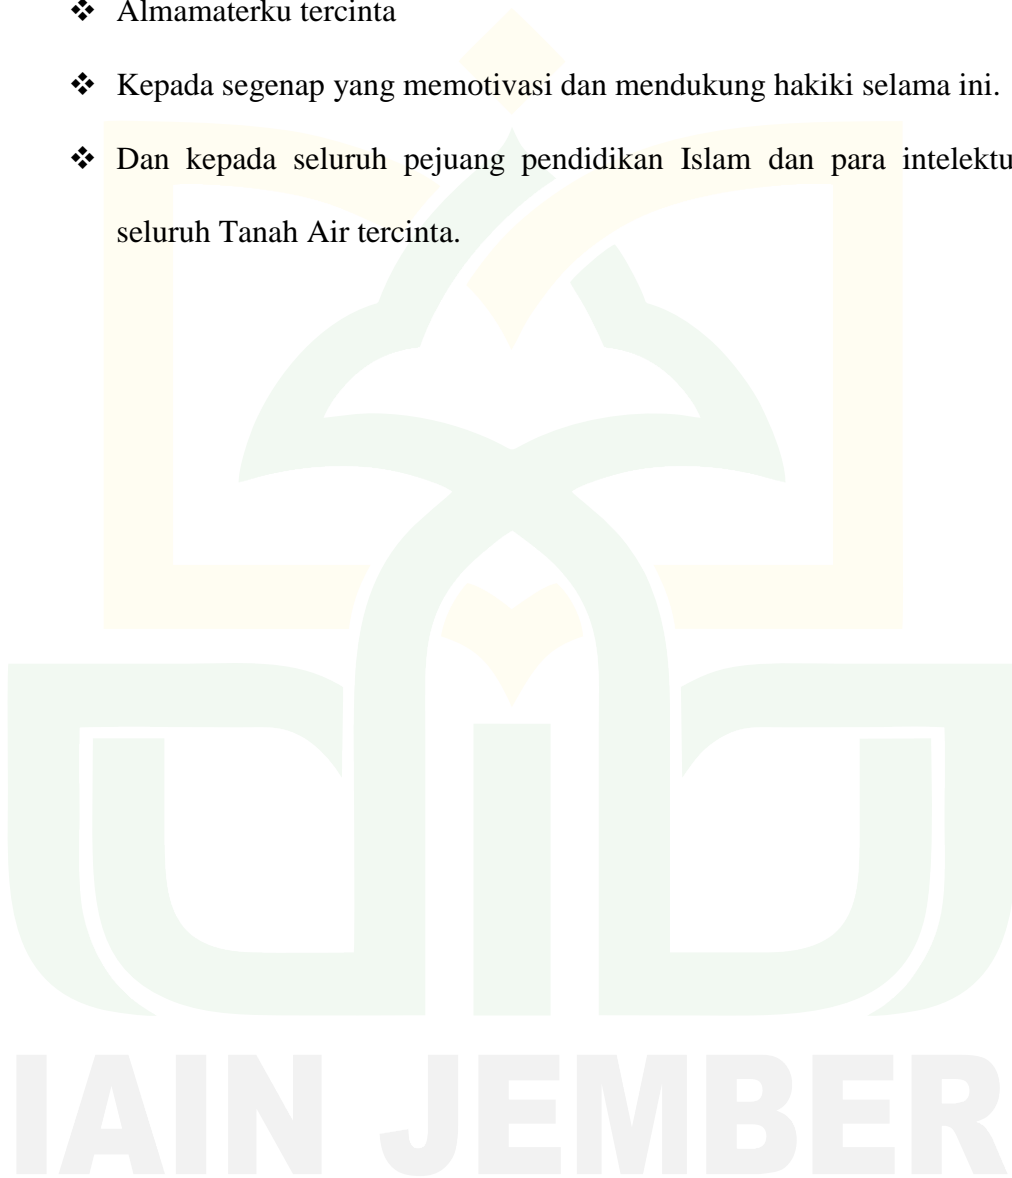 ❖ Almamaterku tercinta
❖ Kepada segenap yang memotivasi dan mendukung hakiki selama ini.
❖ Dan kepada seluruh pejuang pendidikan Islam dan para intelektu
seluruh Tanah Air tercinta.
IAIN JEMBER